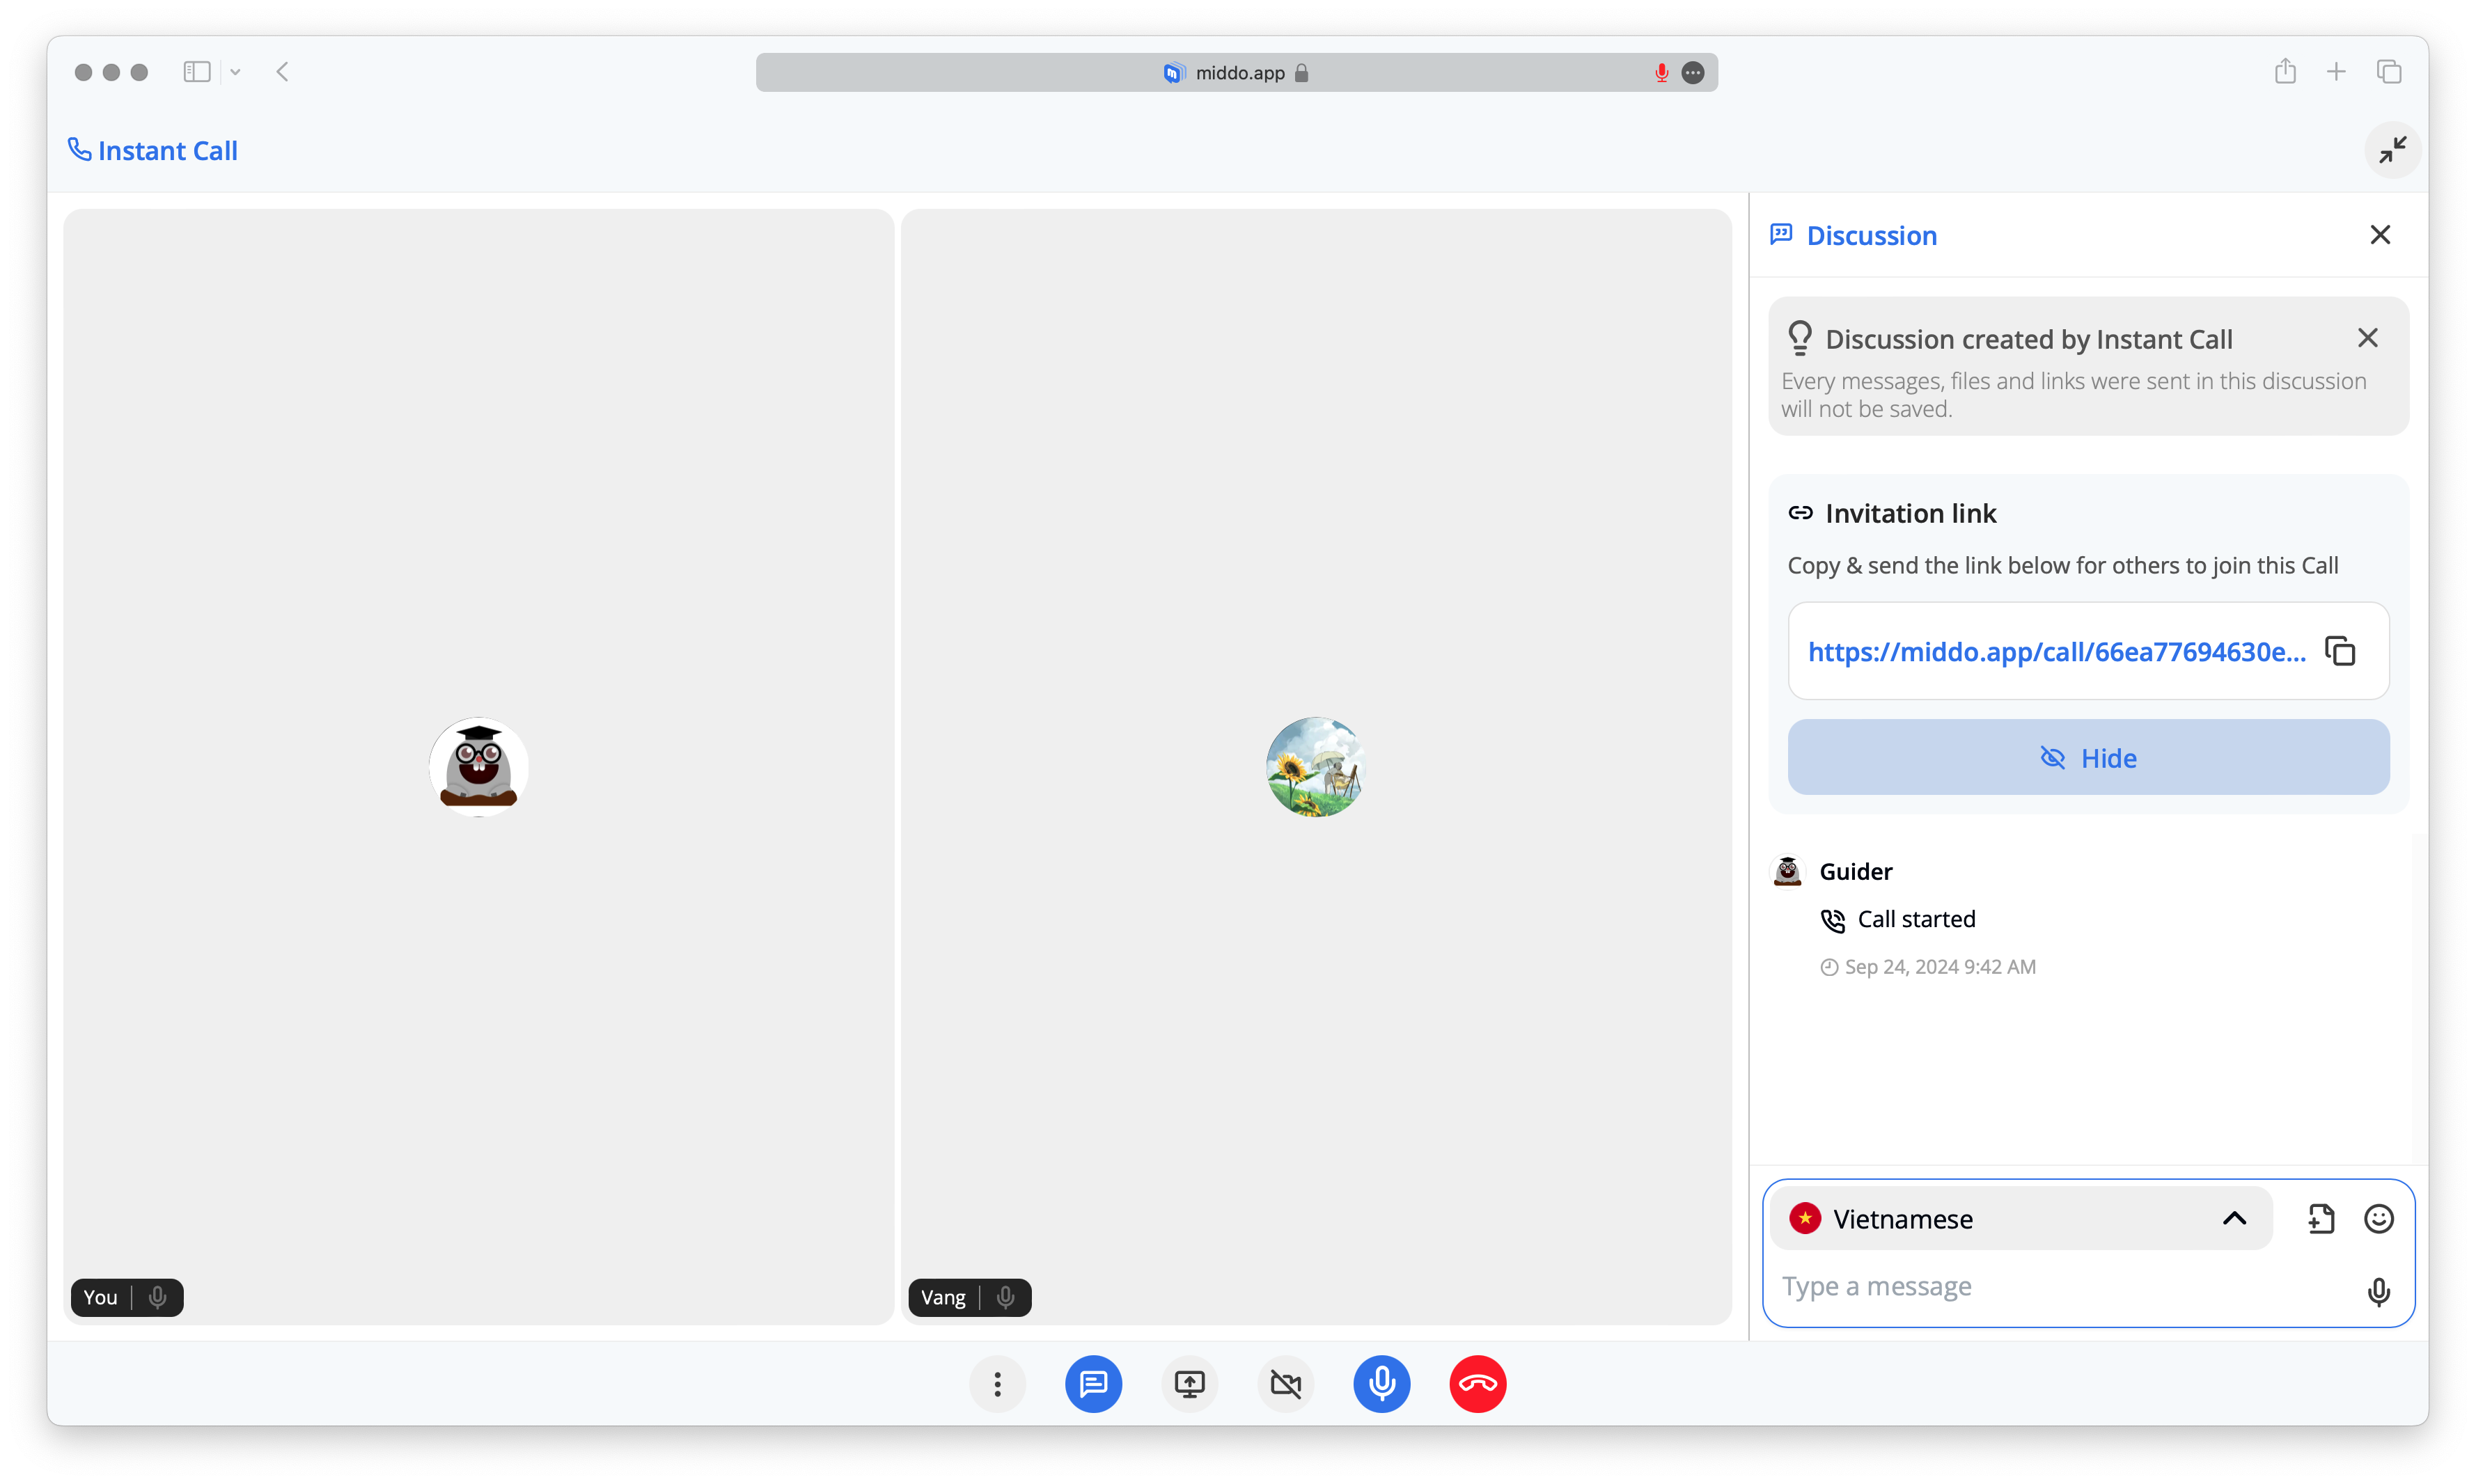 middo.app
Instant Call
Discussion
Discussion created by Instant Call
Every messages, files and links were sent in this discussion
will not be saved.
Invitation link
Copy & send the link below for others to join this Call
https://middo.app/call/66ea77694630e...
Hide
Guider
Call started
Sep 24, 2024 9:42 AM
You
Vang
Vietnamese
Type a message